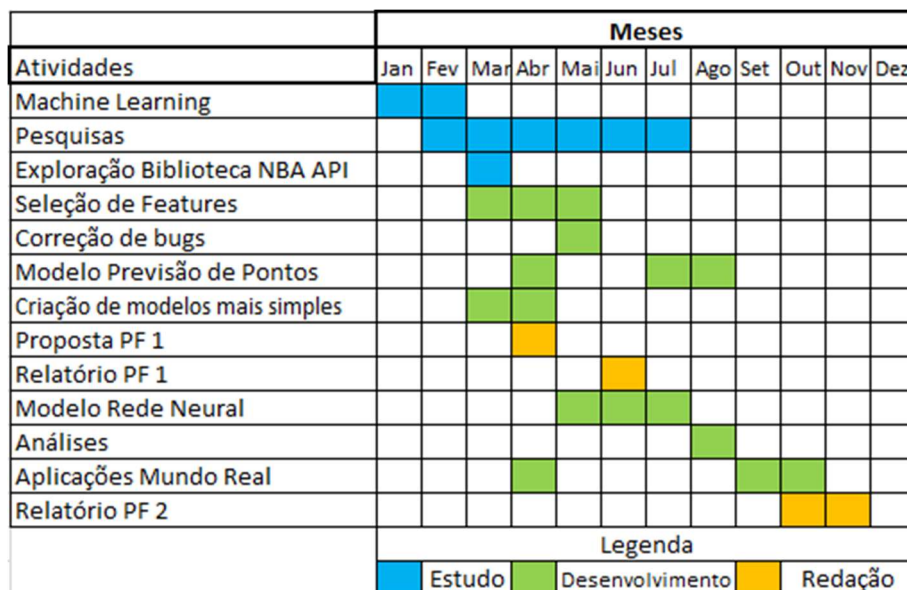 Meses
Atividades Jan Fev Mar Abr Mai Jun Jul Ago Set Out Nov Dez
Machine Learning
Pesquisas
Exploração Biblioteca NBA API
Seleção de Features
Correção de bugs
Modelo Previsão de Pontos
Criação de modelos mais simples
Proposta PF 1
Relatório PF 1
Modelo Rede Neural
Análises
Aplicações Mundo Real
Relatório PF 2
Legenda
Estudo Desenvolvimento Redação